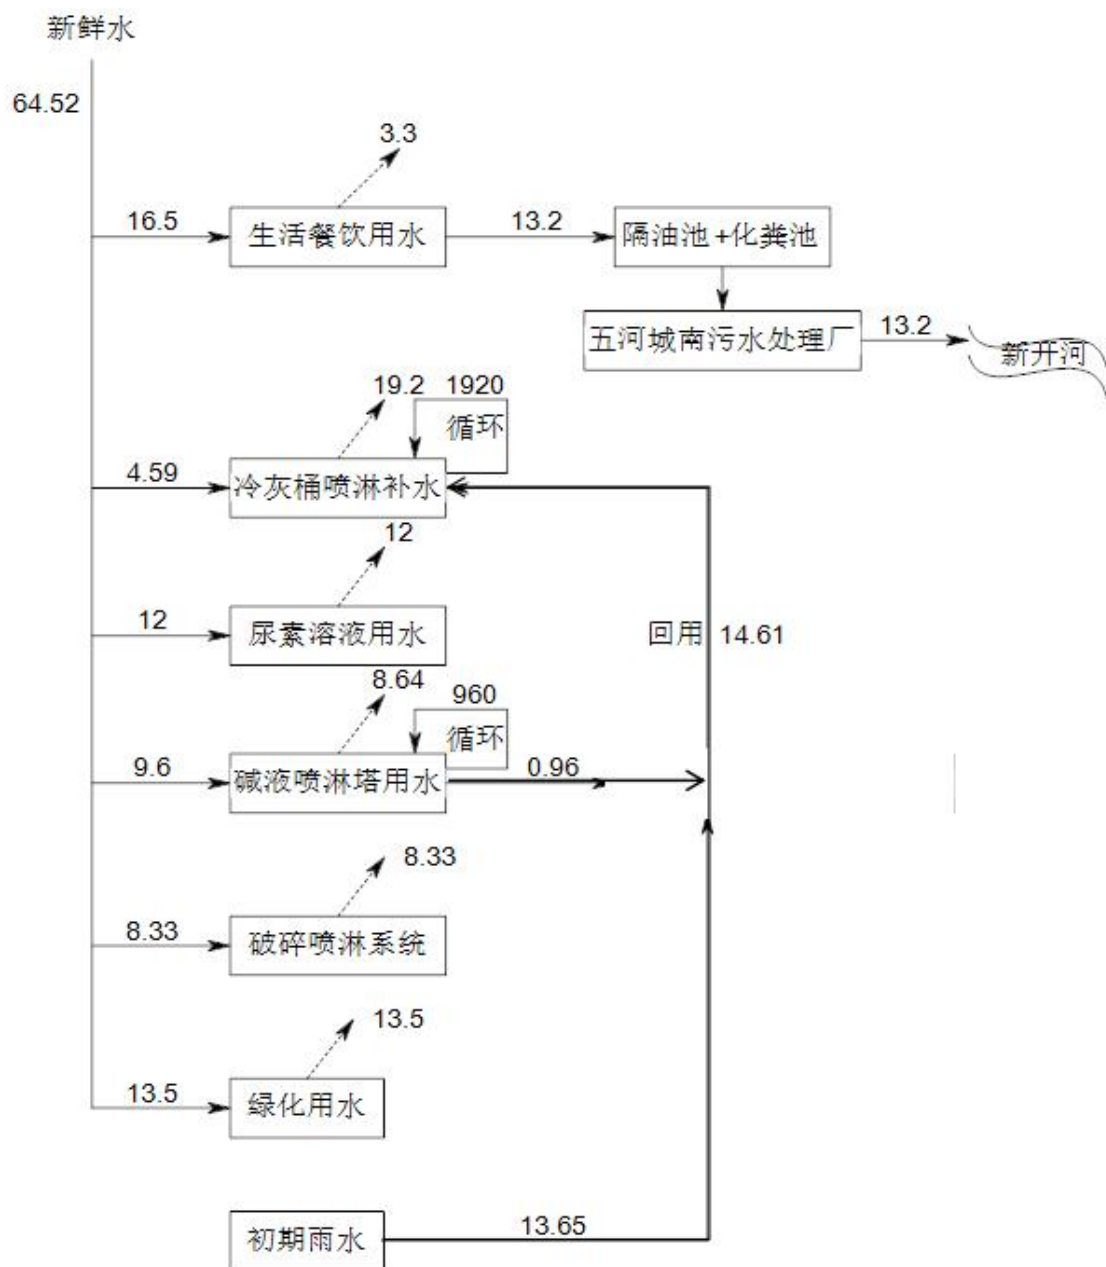 新鲜水
64.52
3.3
16.5
生活餐饮用水
13.2
隔油池+化粪池
五河城南污水处理厂
13.2
新开河
19.2
1920
循环
4.59
冷灰桶喷淋补水
12
12
尿素溶液用水
回用
14.61
8.64
960
循环
9.6
碱液喷淋塔用水
0.96
8.33
8.33
破碎喷淋系统
13.5
13.5
绿化用水
初期雨水
13.65